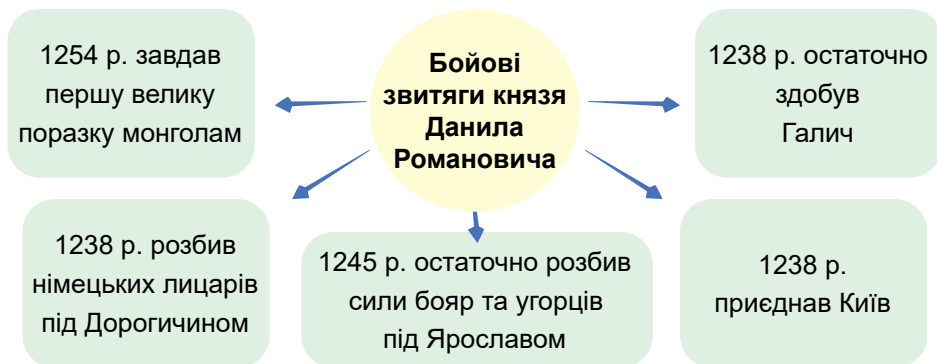 Бойові
звитяги князя
Данила
Романовича
1254 р. завдав
першу велику
поразку монголам
1238 р. остаточно
здобув
Галич
1238 р. розбив
німецьких лицарів
під Дорогичином
1245 р. остаточно розбив
сили бояр та угорців
під Ярославом
1238 р.
приєднав Київ